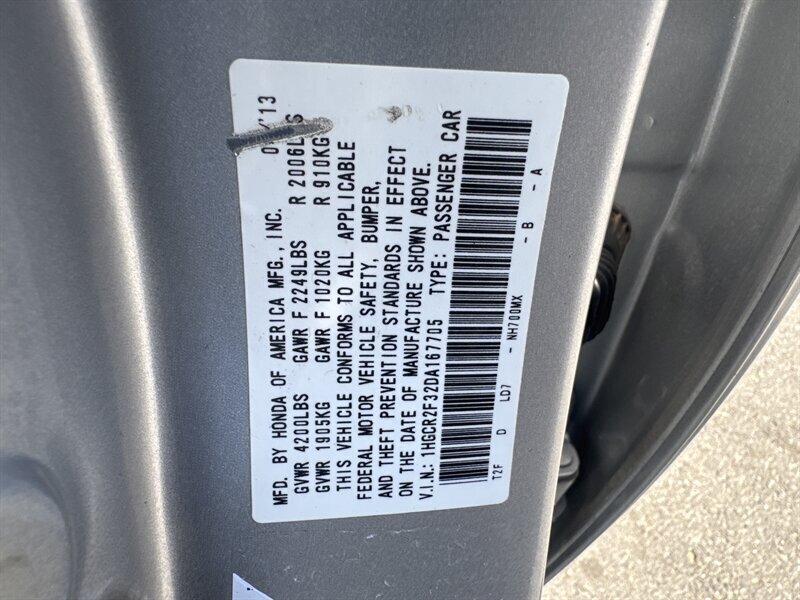 MFD. BY HONDA OF AMERICA MFG., INC.
GVWR 4200LBS GAWR F 2249LBS R 2006LBS
GVWR 1905KG GAWR F 1020KG R 910KG
THIS VEHICLE CONFORMS TO ALL APPLICABLE
FEDERAL MOTOR VEHICLE SAFETY, BUMPER,
AND THEFT PREVENTION STANDARDS IN EFFECT
ON THE DATE OF MANUFACTURE SHOWN ABOVE.
V.I.N.: 1HGCR2F32DA167705 TYPE: PASSENGER CAR
T2F D LD7 - NH700MX - B - A